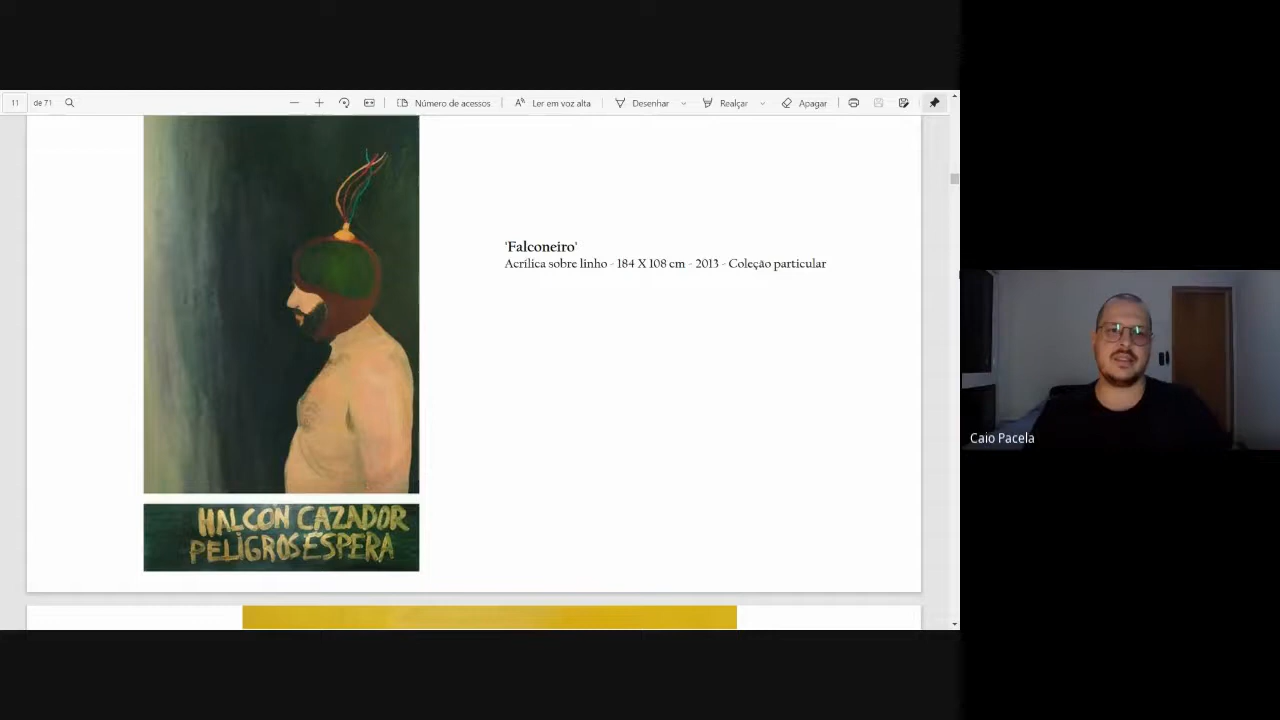 11 de 71
Número de acessos
Ler em voz alta
Desenhar
Realçar
Apagar
'Falconeiro'
Acrílica sobre linho - 184 X 108 cm - 2013 - Coleção particular
HALCON CAZADOR
PELIGROS ESPERA
Caio Pacela